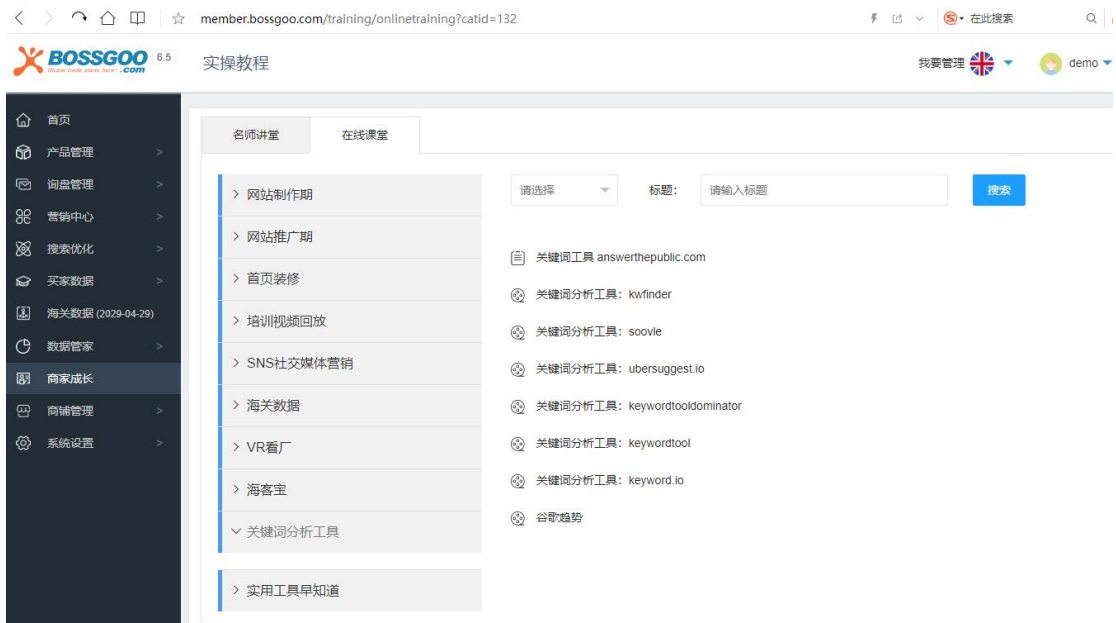 member.bossgoo.com/training/onlinetraining?catid=132
在此搜索
BOSSGOO
.com
6.5
实操教程
我要管理
demo
首页
产品管理
询盘管理
营销中心
搜索优化
买家数据
海关数据 (2029-04-29)
数据管家
商家成长
商铺管理
系统设置
名师讲堂
在线课堂
网站制作期
网站推广期
首页装修
培训视频回放
SNS社交媒体营销
海关数据
VR看厂
海客宝
关键词分析工具
实用工具早知道
请选择
标题:
请输入标题
搜索
关键词工具 answerthepublic.com
关键词分析工具：kwfinder
关键词分析工具：soovle
关键词分析工具：ubersuggest.io
关键词分析工具：keywordtooldominator
关键词分析工具：keywordtool
关键词分析工具：keyword.io
谷歌趋势